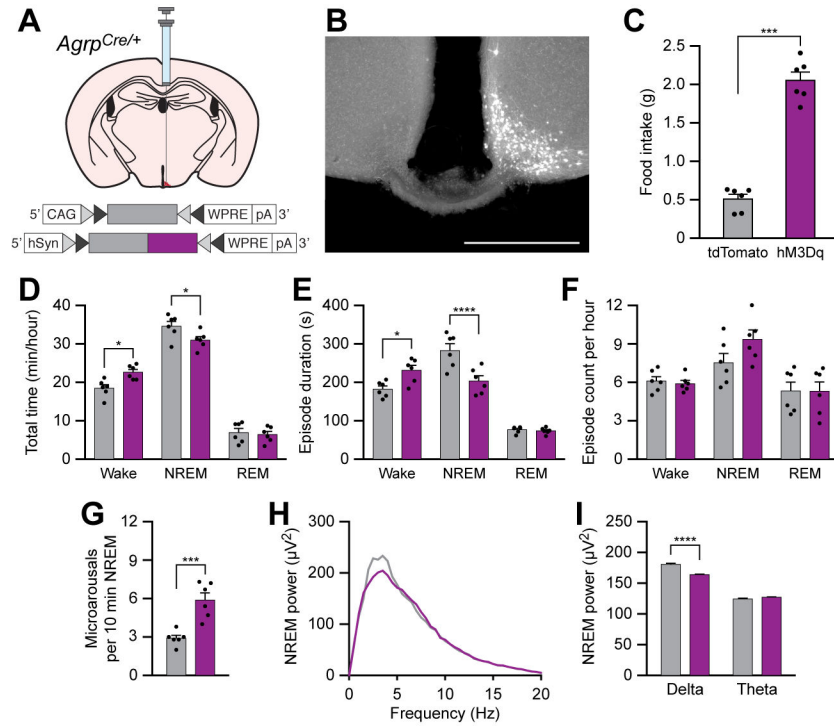 A
Agrp^Cre/+
5' CAG WPRE pA 3'
5' hSyn WPRE pA 3'
B
C
Food intake (g)
2.5
2.0
1.5
1.0
0.5
0
***
tdTomato hM3Dq
D
Total time (min/hour)
40
30
20
10
0
* *
Wake NREM REM
E
Episode duration (s)
400
300
200
100
0
* ****
Wake NREM REM
F
Episode count per hour
12
9
6
3
0
Wake NREM REM
G
Microarousals
per 10 min NREM
9
6
3
0
***
H
NREM power (µV²)
300
200
100
0
0 5 10 15 20
Frequency (Hz)
I
NREM power (µV²)
250
200
150
100
50
0
****
Delta Theta